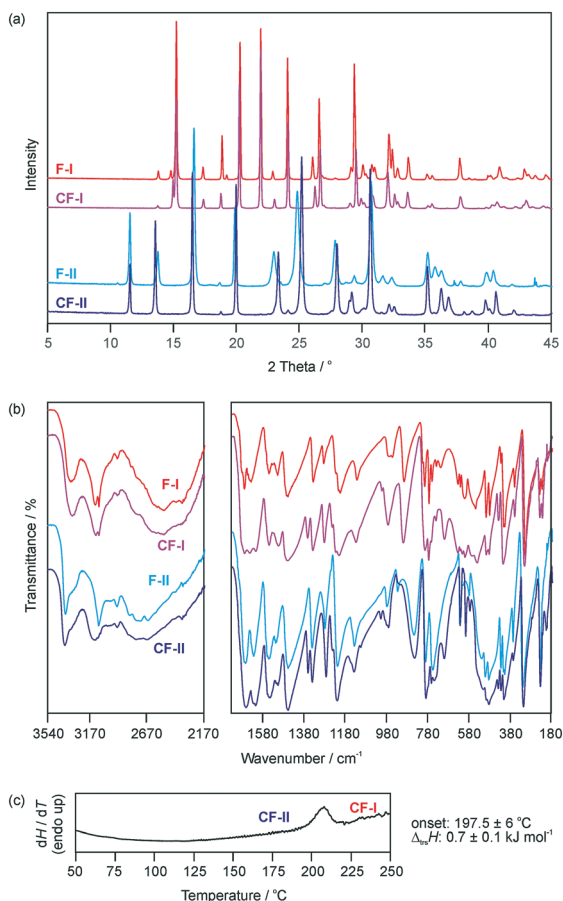 (a)
Intensity
F-I
CF-I
F-II
CF-II
5 10 15 20 25 30 35 40 45
2 Theta / °
(b)
Transmittance / %
F-I
CF-I
F-II
CF-II
3540 3170 2670 2170 1580 1380 1180 980 780 580 380 180
Wavenumber / cm⁻¹
(c)
dH / dT
(endo up)
CF-II
CF-I
50 75 100 125 150 175 200 225 250
Temperature / °C
onset: 197.5 ± 6 °C
ΔtrsH: 0.7 ± 0.1 kJ mol⁻¹